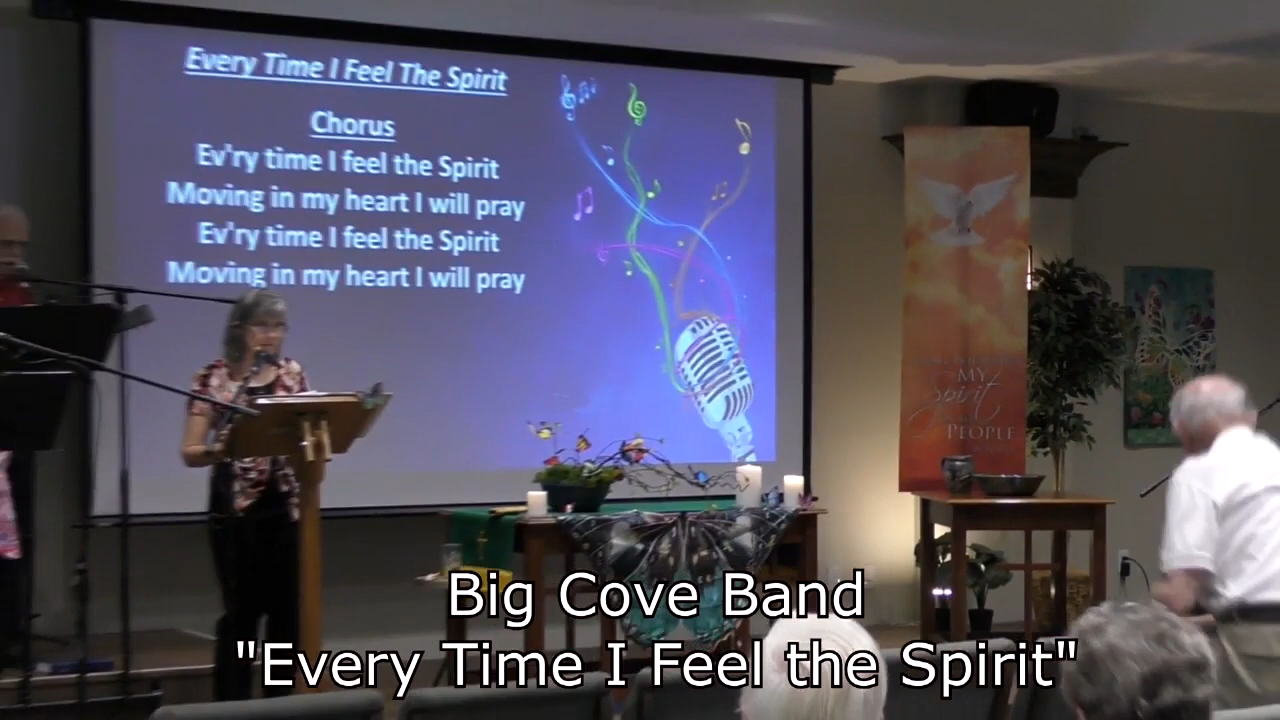 Every Time I Feel The Spirit
Chorus
Ev'ry time I feel the Spirit
Moving in my heart I will pray
Ev'ry time I feel the Spirit
Moving in my heart I will pray
MY
Spirit
PEOPLE
Big Cove Band
"Every Time I Feel the Spirit"